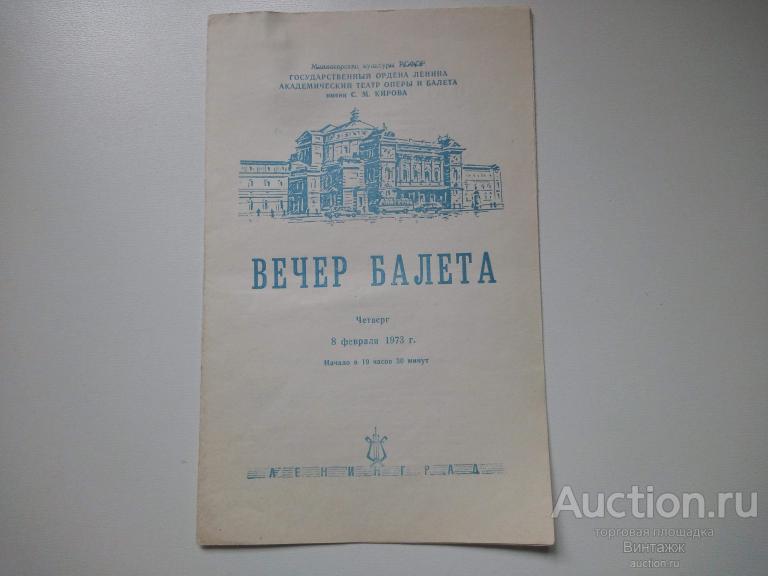 Министерство культуры РСФСР
ГОСУДАРСТВЕННЫЙ ОРДЕНА ЛЕНИНА
АКАДЕМИЧЕСКИЙ ТЕАТР ОПЕРЫ И БАЛЕТА
имени С. М. КИРОВА
ВЕЧЕР БАЛЕТА
Четверг
8 февраля 1973 г.
Начало в 19 часов 30 минут
ЛЕНИНГРАД
Auction.ru
торговая площадка
Винтажж
auction.ru